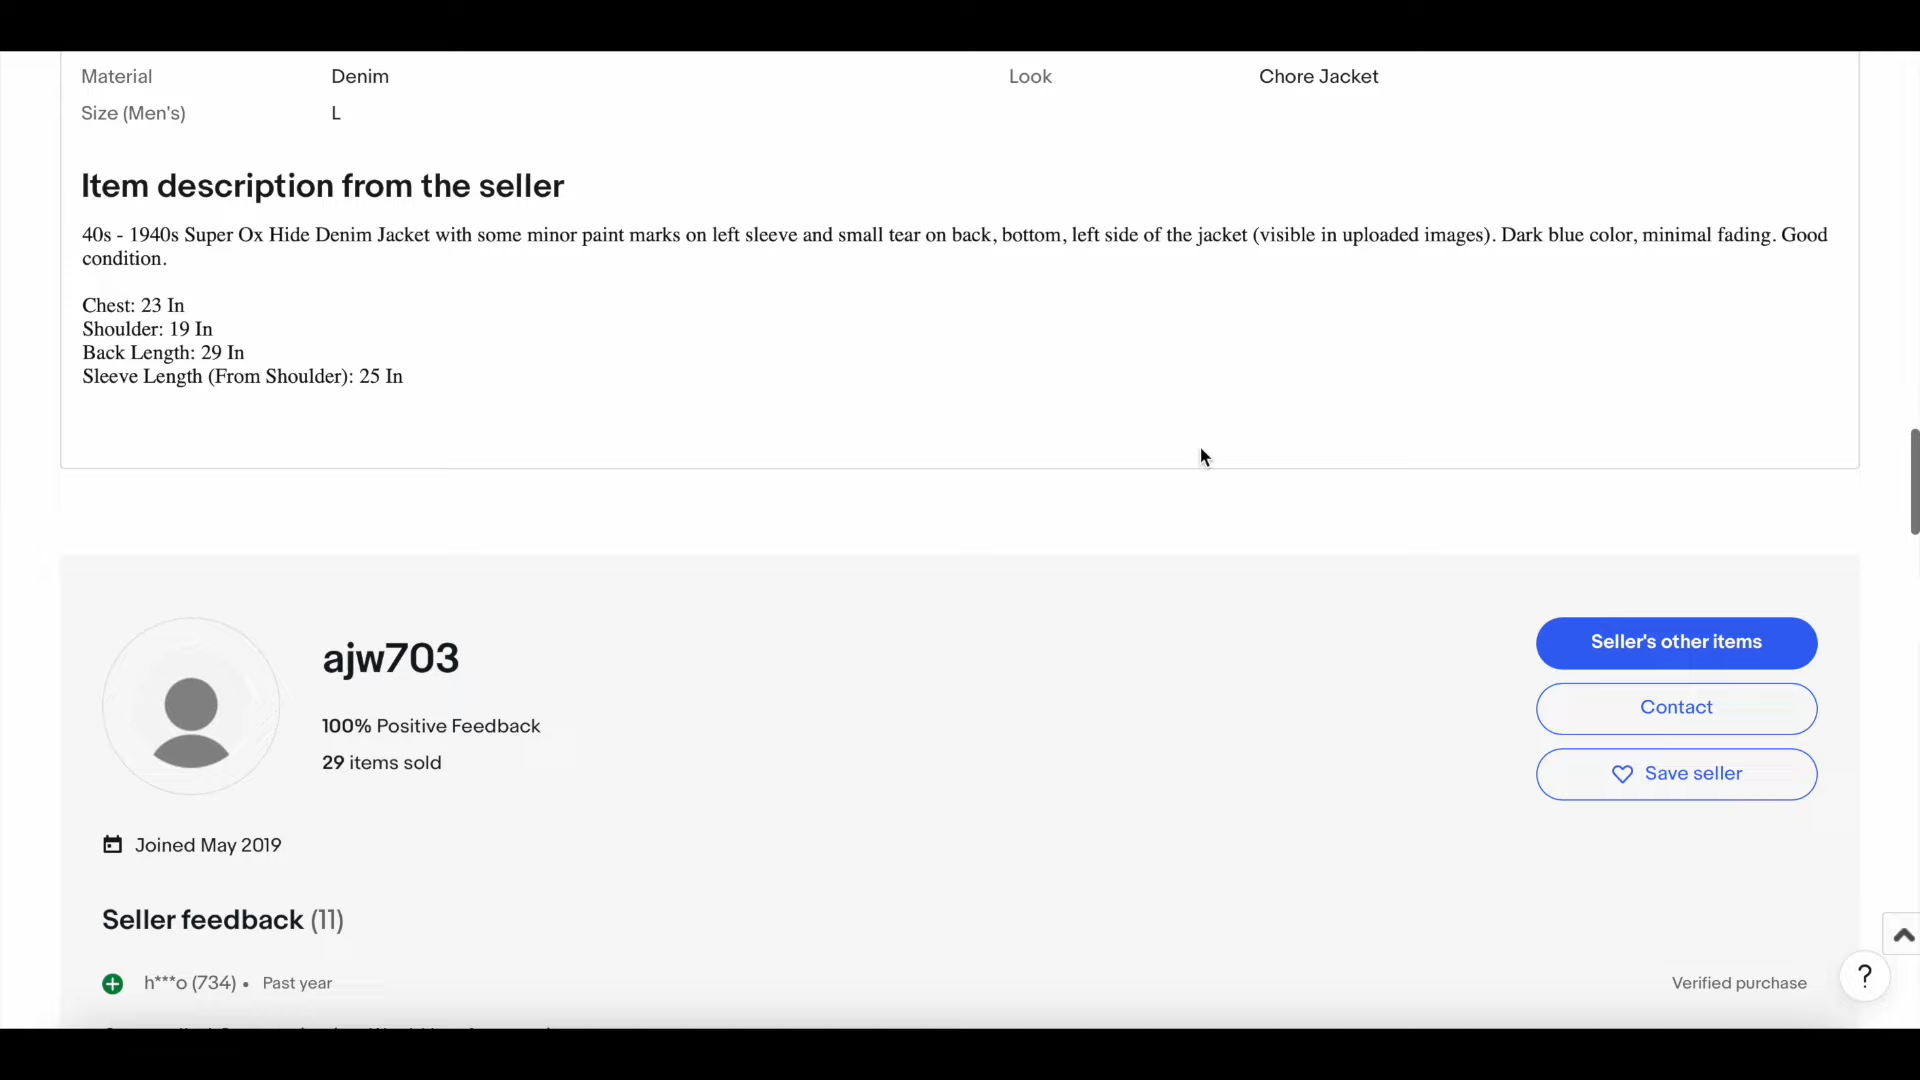 Material Denim Look Chore Jacket
Size (Men's) L
Item description from the seller
40s - 1940s Super Ox Hide Denim Jacket with some minor paint marks on left sleeve and small tear on back, bottom, left side of the jacket (visible in uploaded images). Dark blue color, minimal fading. Good
condition.
Chest: 23 In
Shoulder: 19 In
Back Length: 29 In
Sleeve Length (From Shoulder): 25 In
ajw703
100% Positive Feedback
29 items sold
Seller's other items
Contact
Save seller
Joined May 2019
Seller feedback (11)
h***o (734) • Past year Verified purchase
?